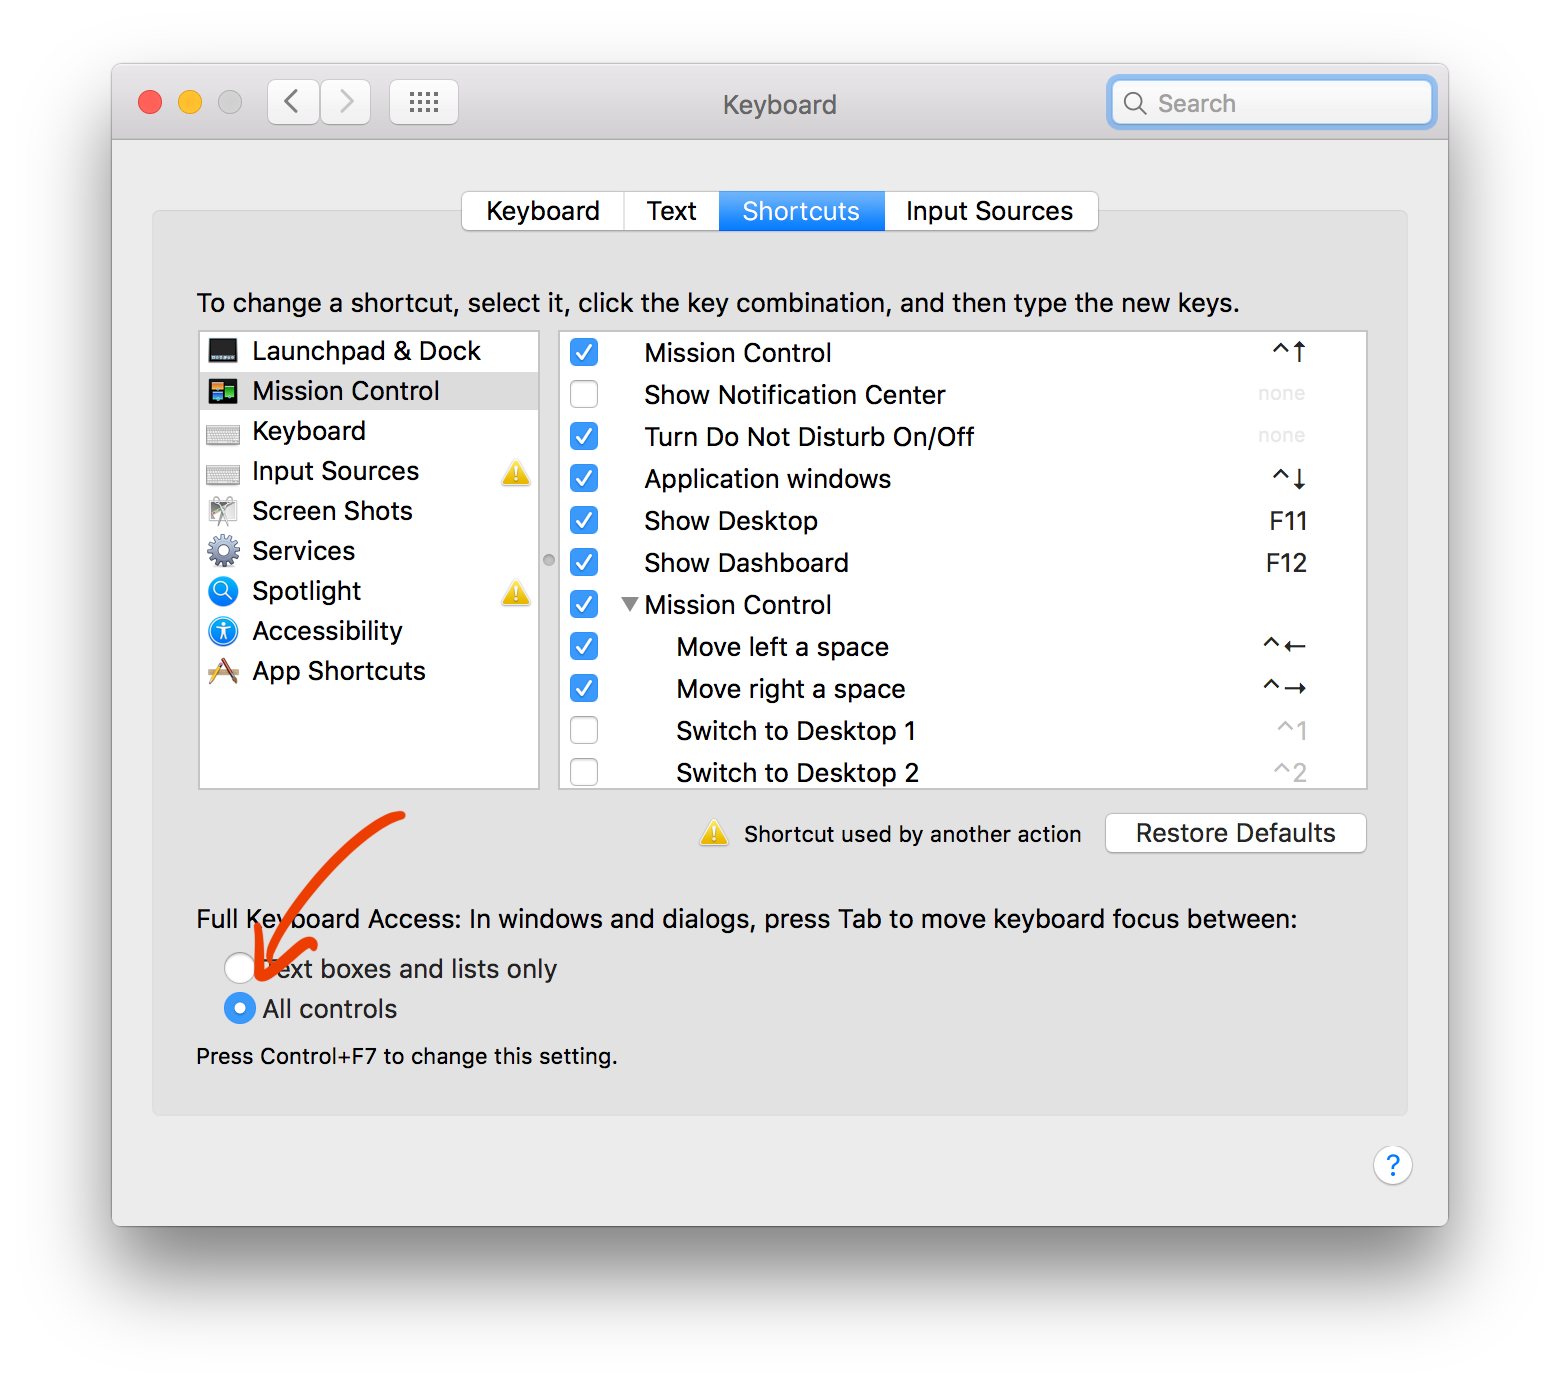 Keyboard
Search
Keyboard Text Shortcuts Input Sources
To change a shortcut, select it, click the key combination, and then type the new keys.
Launchpad & Dock
Mission Control
Keyboard
Input Sources
Screen Shots
Services
Spotlight
Accessibility
App Shortcuts
Mission Control ^↑
Show Notification Center none
Turn Do Not Disturb On/Off none
Application windows ^↓
Show Desktop F11
Show Dashboard F12
Mission Control
Move left a space ^←
Move right a space ^→
Switch to Desktop 1 ^1
Switch to Desktop 2 ^2
Shortcut used by another action
Restore Defaults
Full Keyboard Access: In windows and dialogs, press Tab to move keyboard focus between:
Text boxes and lists only
All controls
Press Control+F7 to change this setting.
?